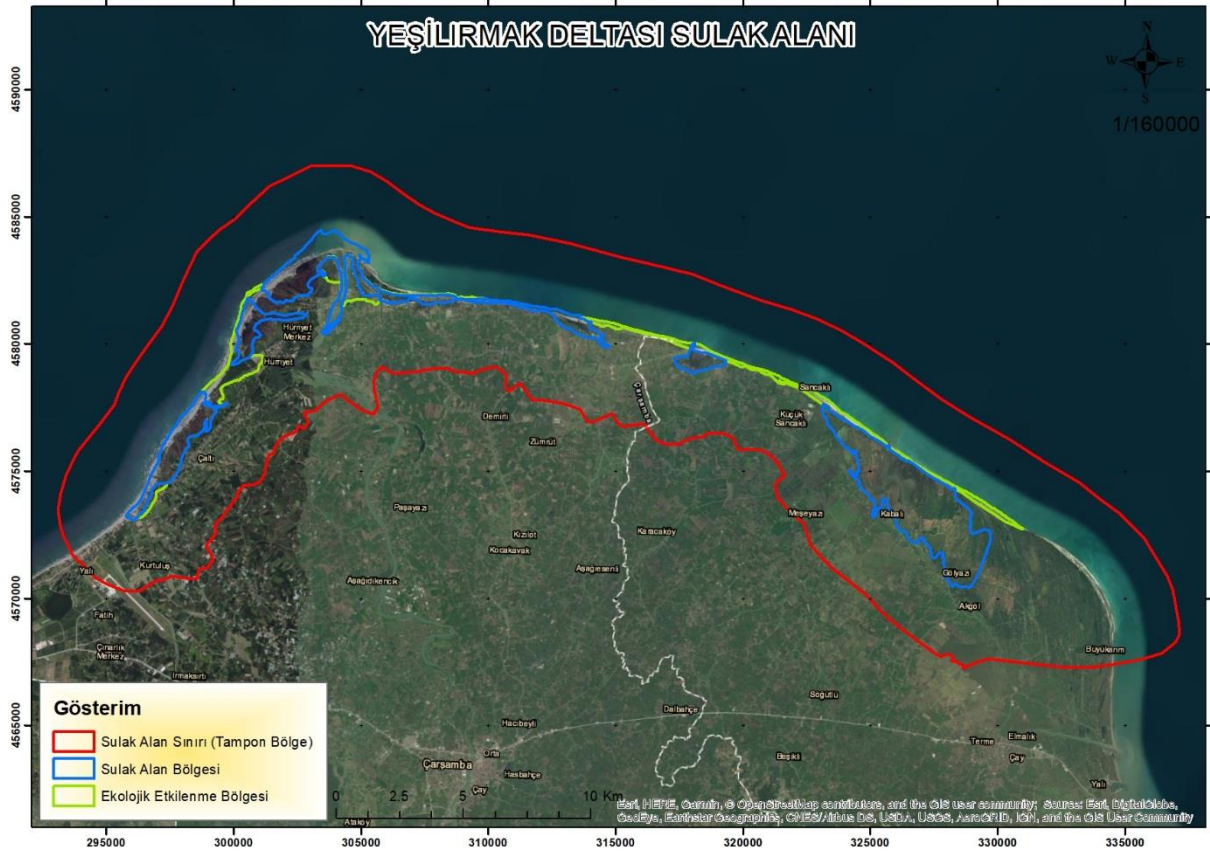 YEŞİLIRMAK DELTASI SULAK ALANI
N
W E
S
1/160000
4590000
4585000
4580000
4575000
4570000
4565000
Hürriyet
Merkez
Hürriyet
Çaltı
Demirli
Zümrüt
Çarşamba
Sancaklı
Küçük
Sancaklı
Paşayazı
Kızılot
Kocakavak
Karacaköy
Meşeyazı
Kabalı
Yalı
Kurtuluş
Aşağıdikencik
Gölyazı
Akgöl
Fatih
Çınarlık
Merkez
Irmaksırtı
Söğütlü
Dalbahçe
Hacıbeyli
Orta
Çarşamba
Hasbahçe
Çay
Beşikli
Terme
Elmalık
Çay
Yalı
Ataköy
Gösterim
Sulak Alan Sınırı (Tampon Bölge)
Sulak Alan Bölgesi
Ekolojik Etkilenme Bölgesi
0 2.5 5 10 Km
Esri, HERE, Garmin, © OpenStreetMap contributors, and the GIS user community; Source: Esri, DigitalGlobe,
GeoEye, Earthstar Geographics, CNES/Airbus DS, USDA, USGS, AeroGRID, IGN, and the GIS User Community
295000 300000 305000 310000 315000 320000 325000 330000 335000